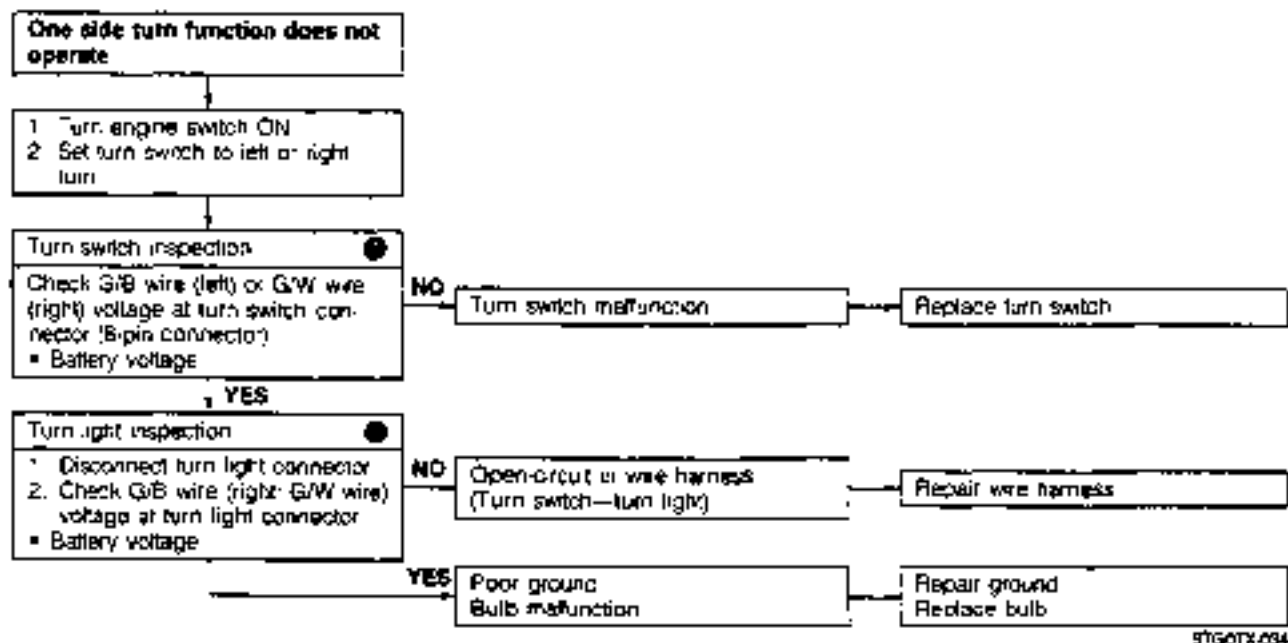 One side turn function does not
operate
1 Turn engine switch ON
2 Set turn switch to left or right
turn
Turn switch inspection
Check G/B wire (left) or G/W wire
(right) voltage at turn switch con-
nector (8-pin connector)
• Battery voltage
NO
Turn switch malfunction
Replace turn switch
YES
Turn light inspection
1 Disconnect turn light connector
2. Check G/B wire (right: G/W wire)
voltage at turn light connector
• Battery voltage
NO
Open-circuit in wire harness
(Turn switch—turn light)
Repair wire harness
YES
Poor ground
Bulb malfunction
Repair ground
Replace bulb